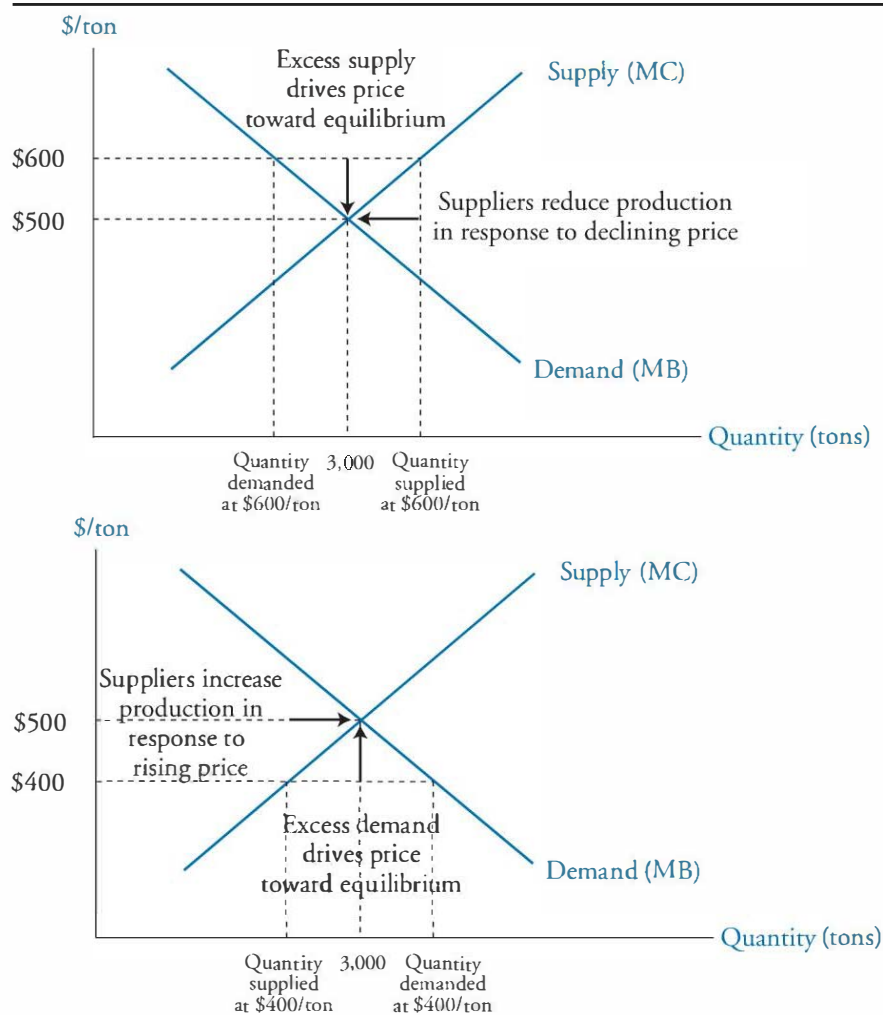 $/ton
Excess supply
drives price
toward equilibrium
Supply (MC)
$600
$500
Suppliers reduce production
in response to declining price
Demand (MB)
Quantity (tons)
Quantity
demanded
at $600/ton
3,000
Quantity
supplied
at $600/ton
$/ton
Supply (MC)
Suppliers increase
production in
response to
rising price
$500
$400
Excess demand
drives price
toward equilibrium
Demand (MB)
Quantity (tons)
Quantity
supplied
at $400/ton
3,000
Quantity
demanded
at $400/ton